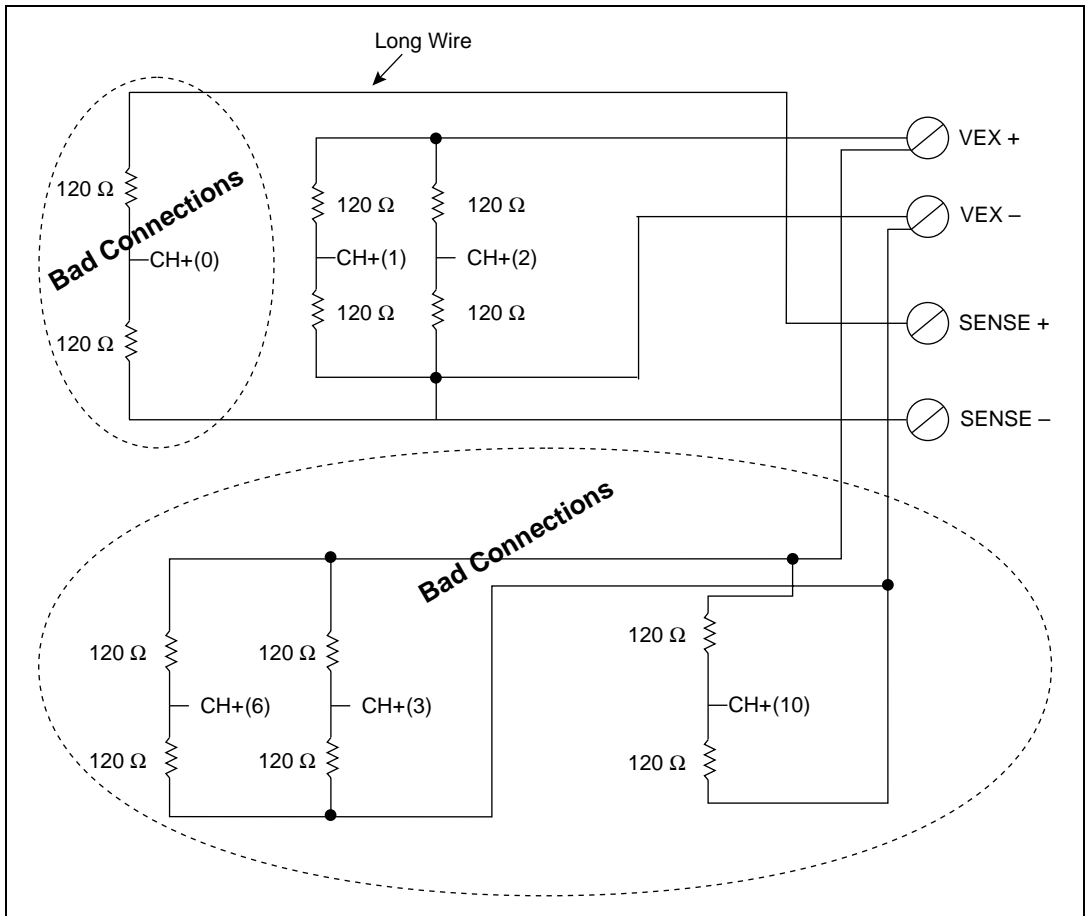 Long Wire
VEX +
120 Ω
Bad Connections
120 Ω
120 Ω
VEX –
CH+(0)
CH+(1)
CH+(2)
120 Ω
120 Ω
SENSE +
120 Ω
SENSE –
Bad Connections
120 Ω
120 Ω
120 Ω
CH+(6)
CH+(3)
CH+(10)
120 Ω
120 Ω
120 Ω